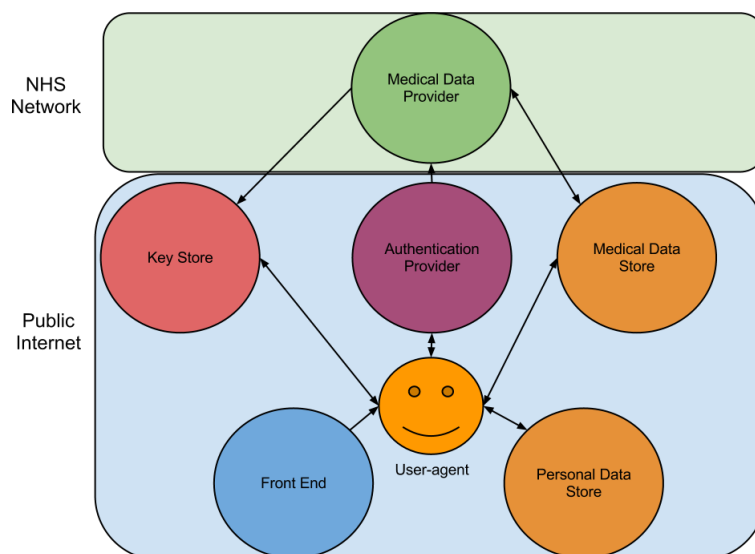 NHS
Network
Medical Data
Provider
Key Store
Authentication
Provider
Medical Data
Store
Public
Internet
User-agent
Front End
Personal Data
Store